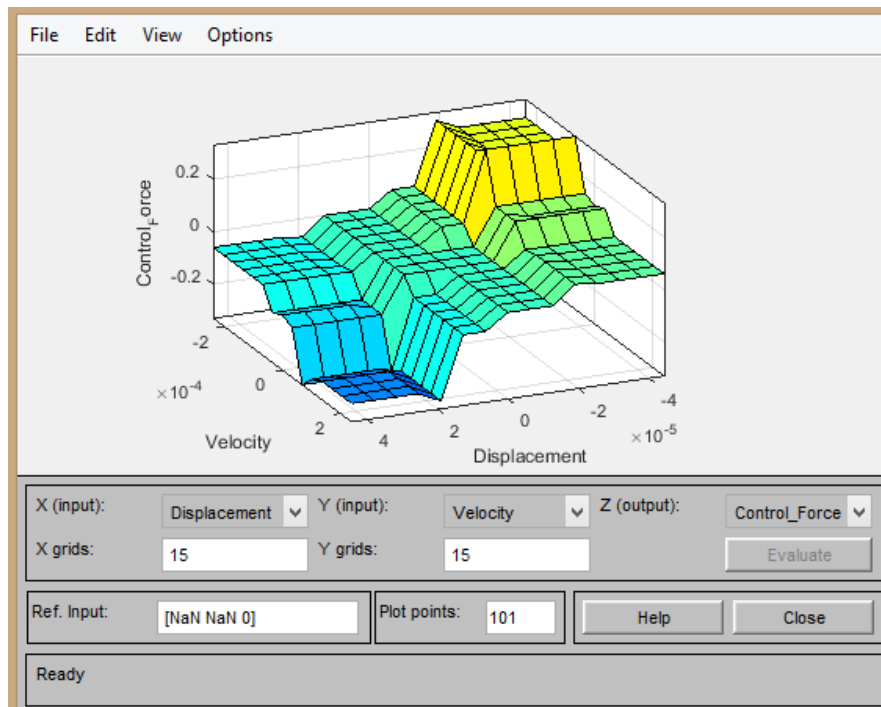 File Edit View Options
Control_Force
0.2
0
-0.2
-2
0
2
×10-4
Velocity
4
2
0
-2
-4
×10-5
Displacement
X (input): Displacement Y (input): Velocity Z (output): Control_Force
X grids: 15 Y grids: 15 Evaluate
Ref. Input: [NaN NaN 0] Plot points: 101 Help Close
Ready